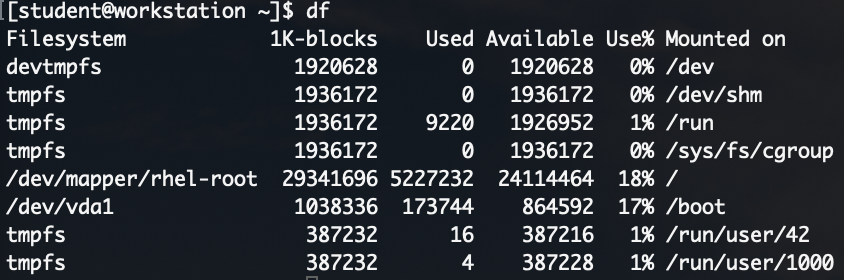 [student@workstation ~]$ df
Filesystem 1K-blocks Used Available Use% Mounted on
devtmpfs 1920628 0 1920628 0% /dev
tmpfs 1936172 0 1936172 0% /dev/shm
tmpfs 1936172 9220 1926952 1% /run
tmpfs 1936172 0 1936172 0% /sys/fs/cgroup
/dev/mapper/rhel-root 29341696 5227232 24114464 18% /
/dev/vda1 1038336 173744 864592 17% /boot
tmpfs 387232 16 387216 1% /run/user/42
tmpfs 387232 4 387228 1% /run/user/1000